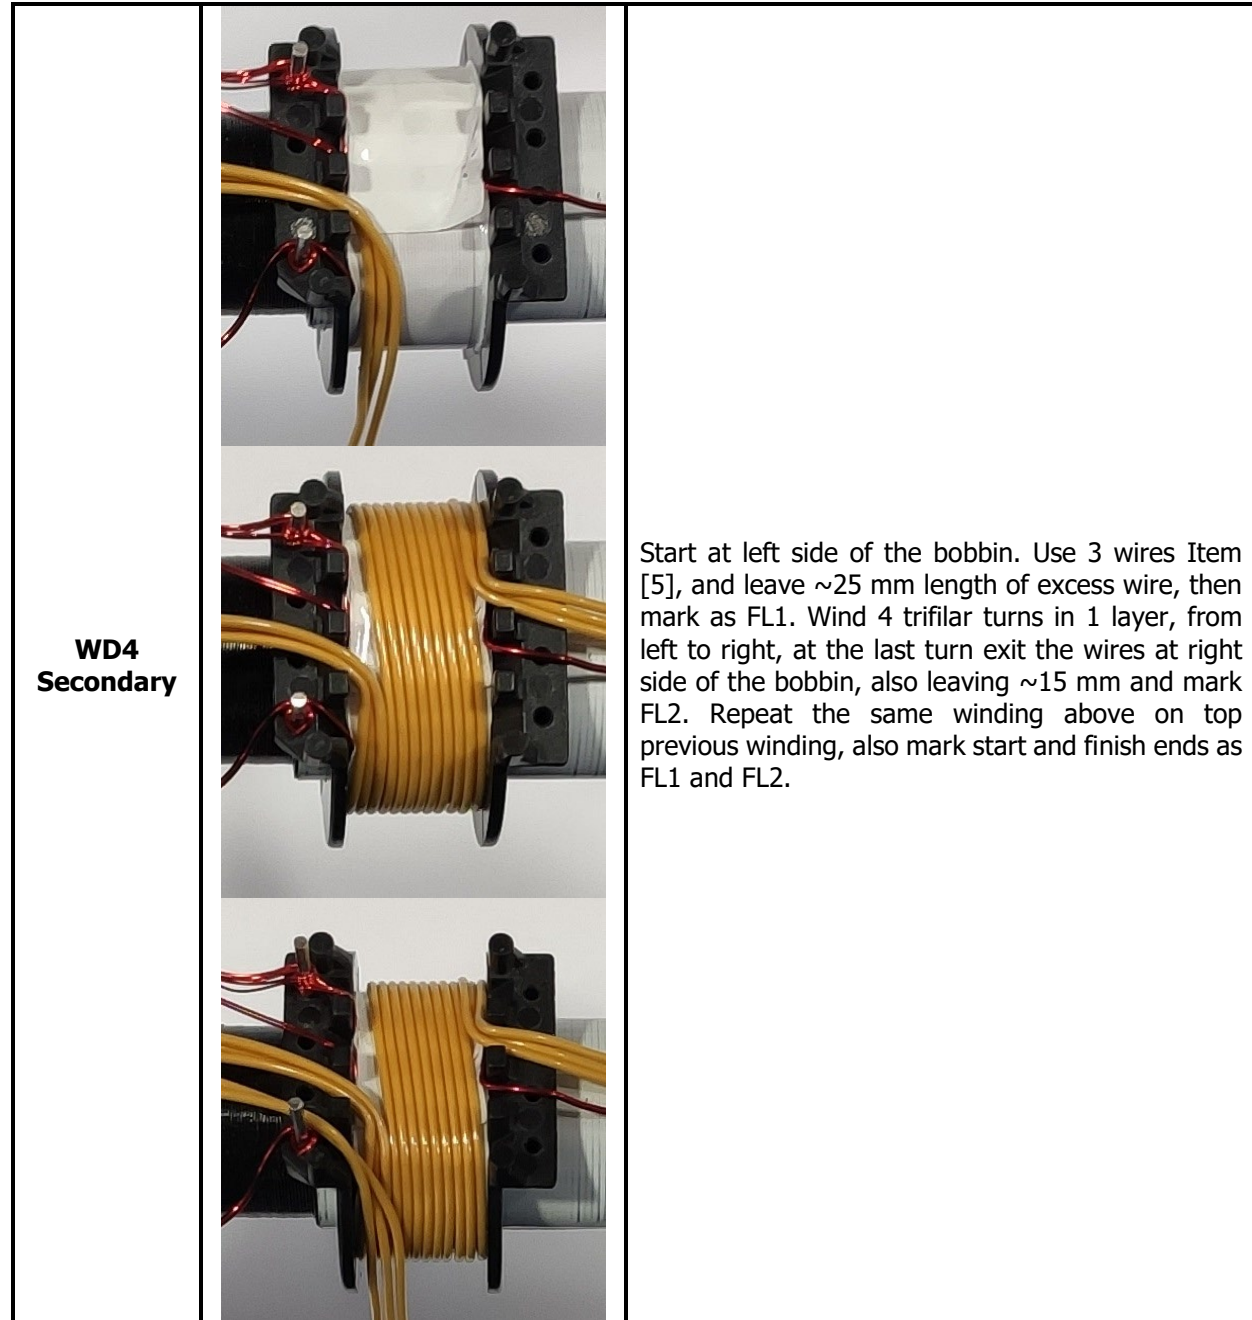 WD4
Secondary
Start at left side of the bobbin. Use 3 wires Item
[5], and leave ~25 mm length of excess wire, then
mark as FL1. Wind 4 trifilar turns in 1 layer, from
left to right, at the last turn exit the wires at right
side of the bobbin, also leaving ~15 mm and mark
FL2. Repeat the same winding above on top
previous winding, also mark start and finish ends as
FL1 and FL2.